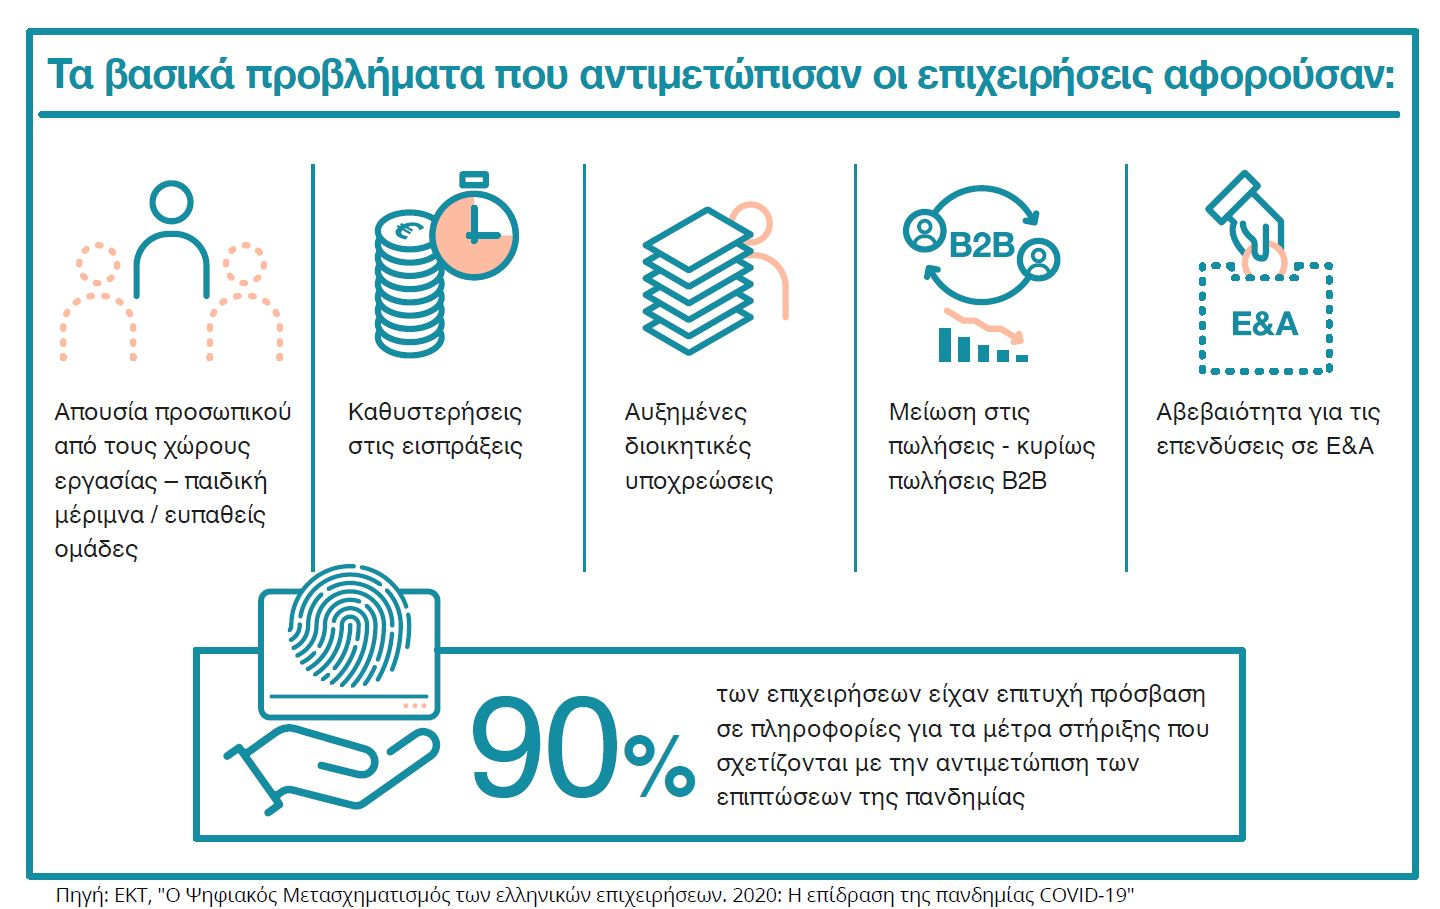 Τα βασικά προβλήματα που αντιμετώπισαν οι επιχειρήσεις αφορούσαν:
€
B2B
E&A
Απουσία προσωπικού
από τους χώρους
εργασίας – παιδική
μέριμνα / ευπαθείς
ομάδες
Καθυστερήσεις
στις εισπράξεις
Αυξημένες
διοικητικές
υποχρεώσεις
Μείωση στις
πωλήσεις - κυρίως
πωλήσεις B2B
Αβεβαιότητα για τις
επενδύσεις σε Ε&Α
90%
των επιχειρήσεων είχαν επιτυχή πρόσβαση
σε πληροφορίες για τα μέτρα στήριξης που
σχετίζονται με την αντιμετώπιση των
επιπτώσεων της πανδημίας
Πηγή: ΕΚΤ, "Ο Ψηφιακός Μετασχηματισμός των ελληνικών επιχειρήσεων. 2020: Η επίδραση της πανδημίας COVID-19"